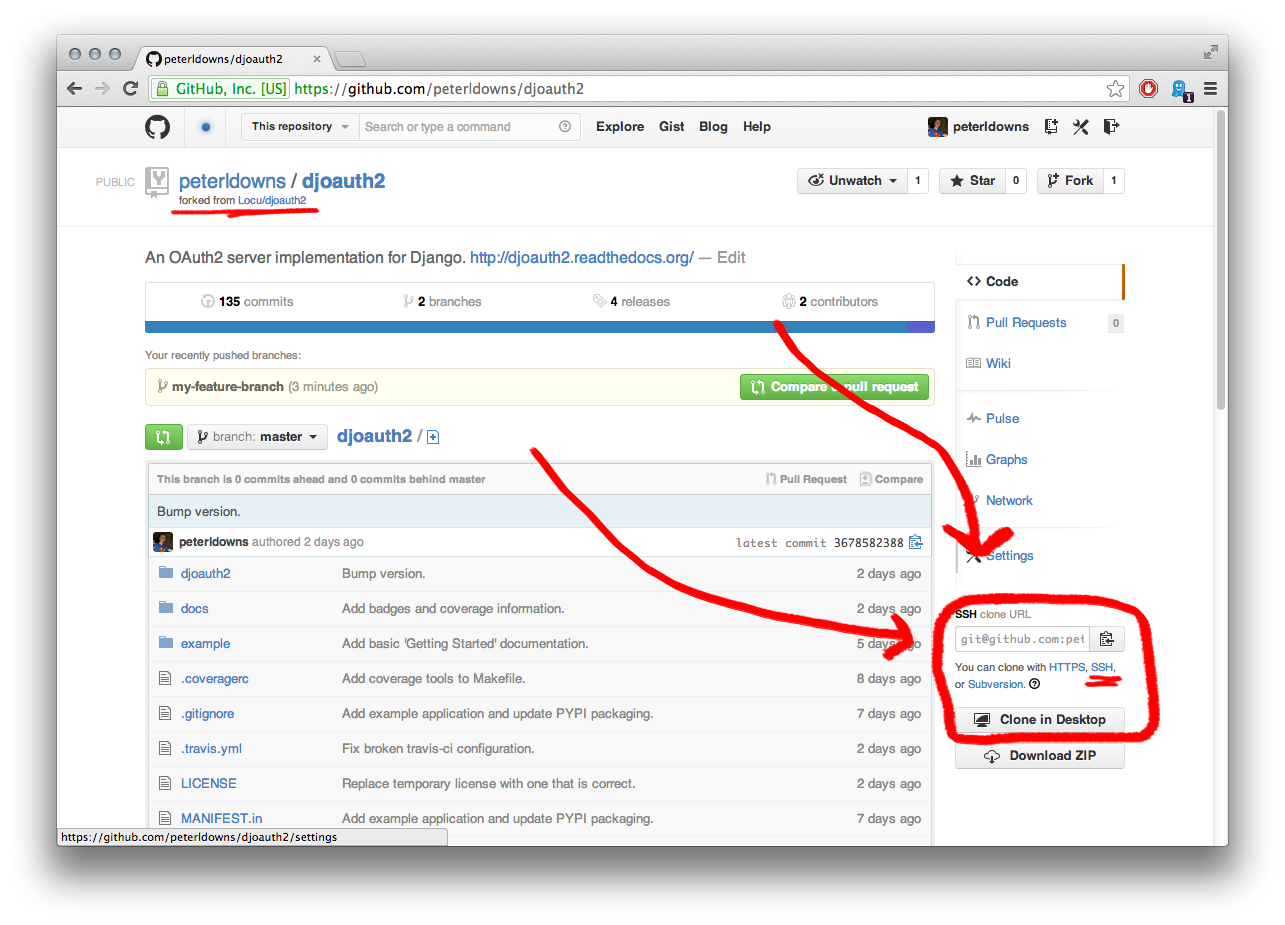 peterldowns/djoauth2
GitHub, Inc. [US] https://github.com/peterldowns/djoauth2
1
This repository Search or type a command Explore Gist Blog Help peterldowns
PUBLIC peterldowns / djoauth2
forked from Locu/djoauth2
Unwatch 1 Star 0 Fork 1
An OAuth2 server implementation for Django. http://djoauth2.readthedocs.org/ — Edit
135 commits 2 branches 4 releases 2 contributors
Your recently pushed branches:
my-feature-branch (3 minutes ago) Compare & pull request
branch: master djoauth2 /
This branch is 0 commits ahead and 0 commits behind master Pull Request Compare
Bump version.
peterldowns authored 2 days ago latest commit 3678582388
djoauth2 Bump version. 2 days ago
docs Add badges and coverage information. 2 days ago
example Add basic 'Getting Started' documentation. 5 days ago
.coveragerc Add coverage tools to Makefile. 8 days ago
.gitignore Add example application and update PYPI packaging. 7 days ago
.travis.yml Fix broken travis-ci configuration. 2 days ago
LICENSE Replace temporary license with one that is correct. 2 days ago
MANIFEST.in Add example application and update PYPI packaging. 7 days ago
Code
Pull Requests 0
Wiki
Pulse
Graphs
Network
Settings
SSH clone URL
git@github.com:pet
You can clone with HTTPS, SSH,
or Subversion.
Clone in Desktop
Download ZIP
https://github.com/peterldowns/djoauth2/settings